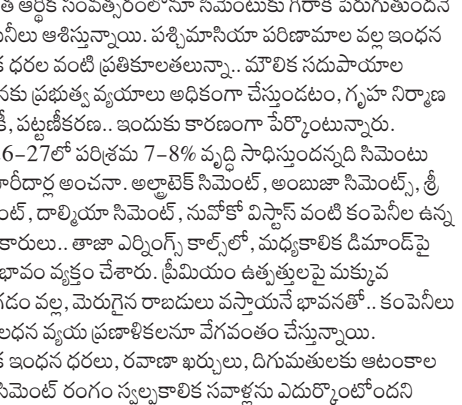 త ఆర్థిక సంవత్సరంలోనూ సిమెంటుకు గిరాకీ పెరుగుతుందనే
పనీలు ఆశిస్తున్నాయి. పశ్చిమాసియా పరిణామాల వల్ల ఇంధన
క ధరల వంటి ప్రతికూలతలున్నా.. మౌలిక సదుపాయాల
నకు ప్రభుత్వ వ్యయాలు అధికంగా చేస్తుండటం, గృహ నిర్మాణ
కీ, పట్టణీకరణ.. ఇందుకు కారణంగా పేర్కొంటున్నారు.
6-27లో పరిశ్రమ 7-8% వృద్ధి సాధిస్తుందన్నది సిమెంటు
ారీదార్ల అంచనా. అల్ట్రాటెక్ సిమెంట్, అంబుజా సిమెంట్స్, శ్రీ
ెంట్, దాల్మియా సిమెంట్, నువోకో విస్టాస్ వంటి కంపెనీల ఉన్న
కారులు.. తాజా ఎర్నింగ్స్ కాల్స్‌లో, మధ్యకాలిక డిమాండ్‌పై
భావం వ్యక్తం చేశారు. ప్రీమియం ఉత్పత్తులపై మక్కువ
గడం వల్ల, మెరుగైన రాబడులు వస్తాయనే భావనతో.. కంపెనీలు
లధన వ్యయ ప్రణాళికలనూ వేగవంతం చేస్తున్నాయి.
క ఇంధన ధరలు, రవాణా ఖర్చులు, దిగుమతులకు ఆటంకాల
సిమెంట్ రంగం స్వల్పకాలిక సవాళ్లను ఎదుర్కొంటోందని